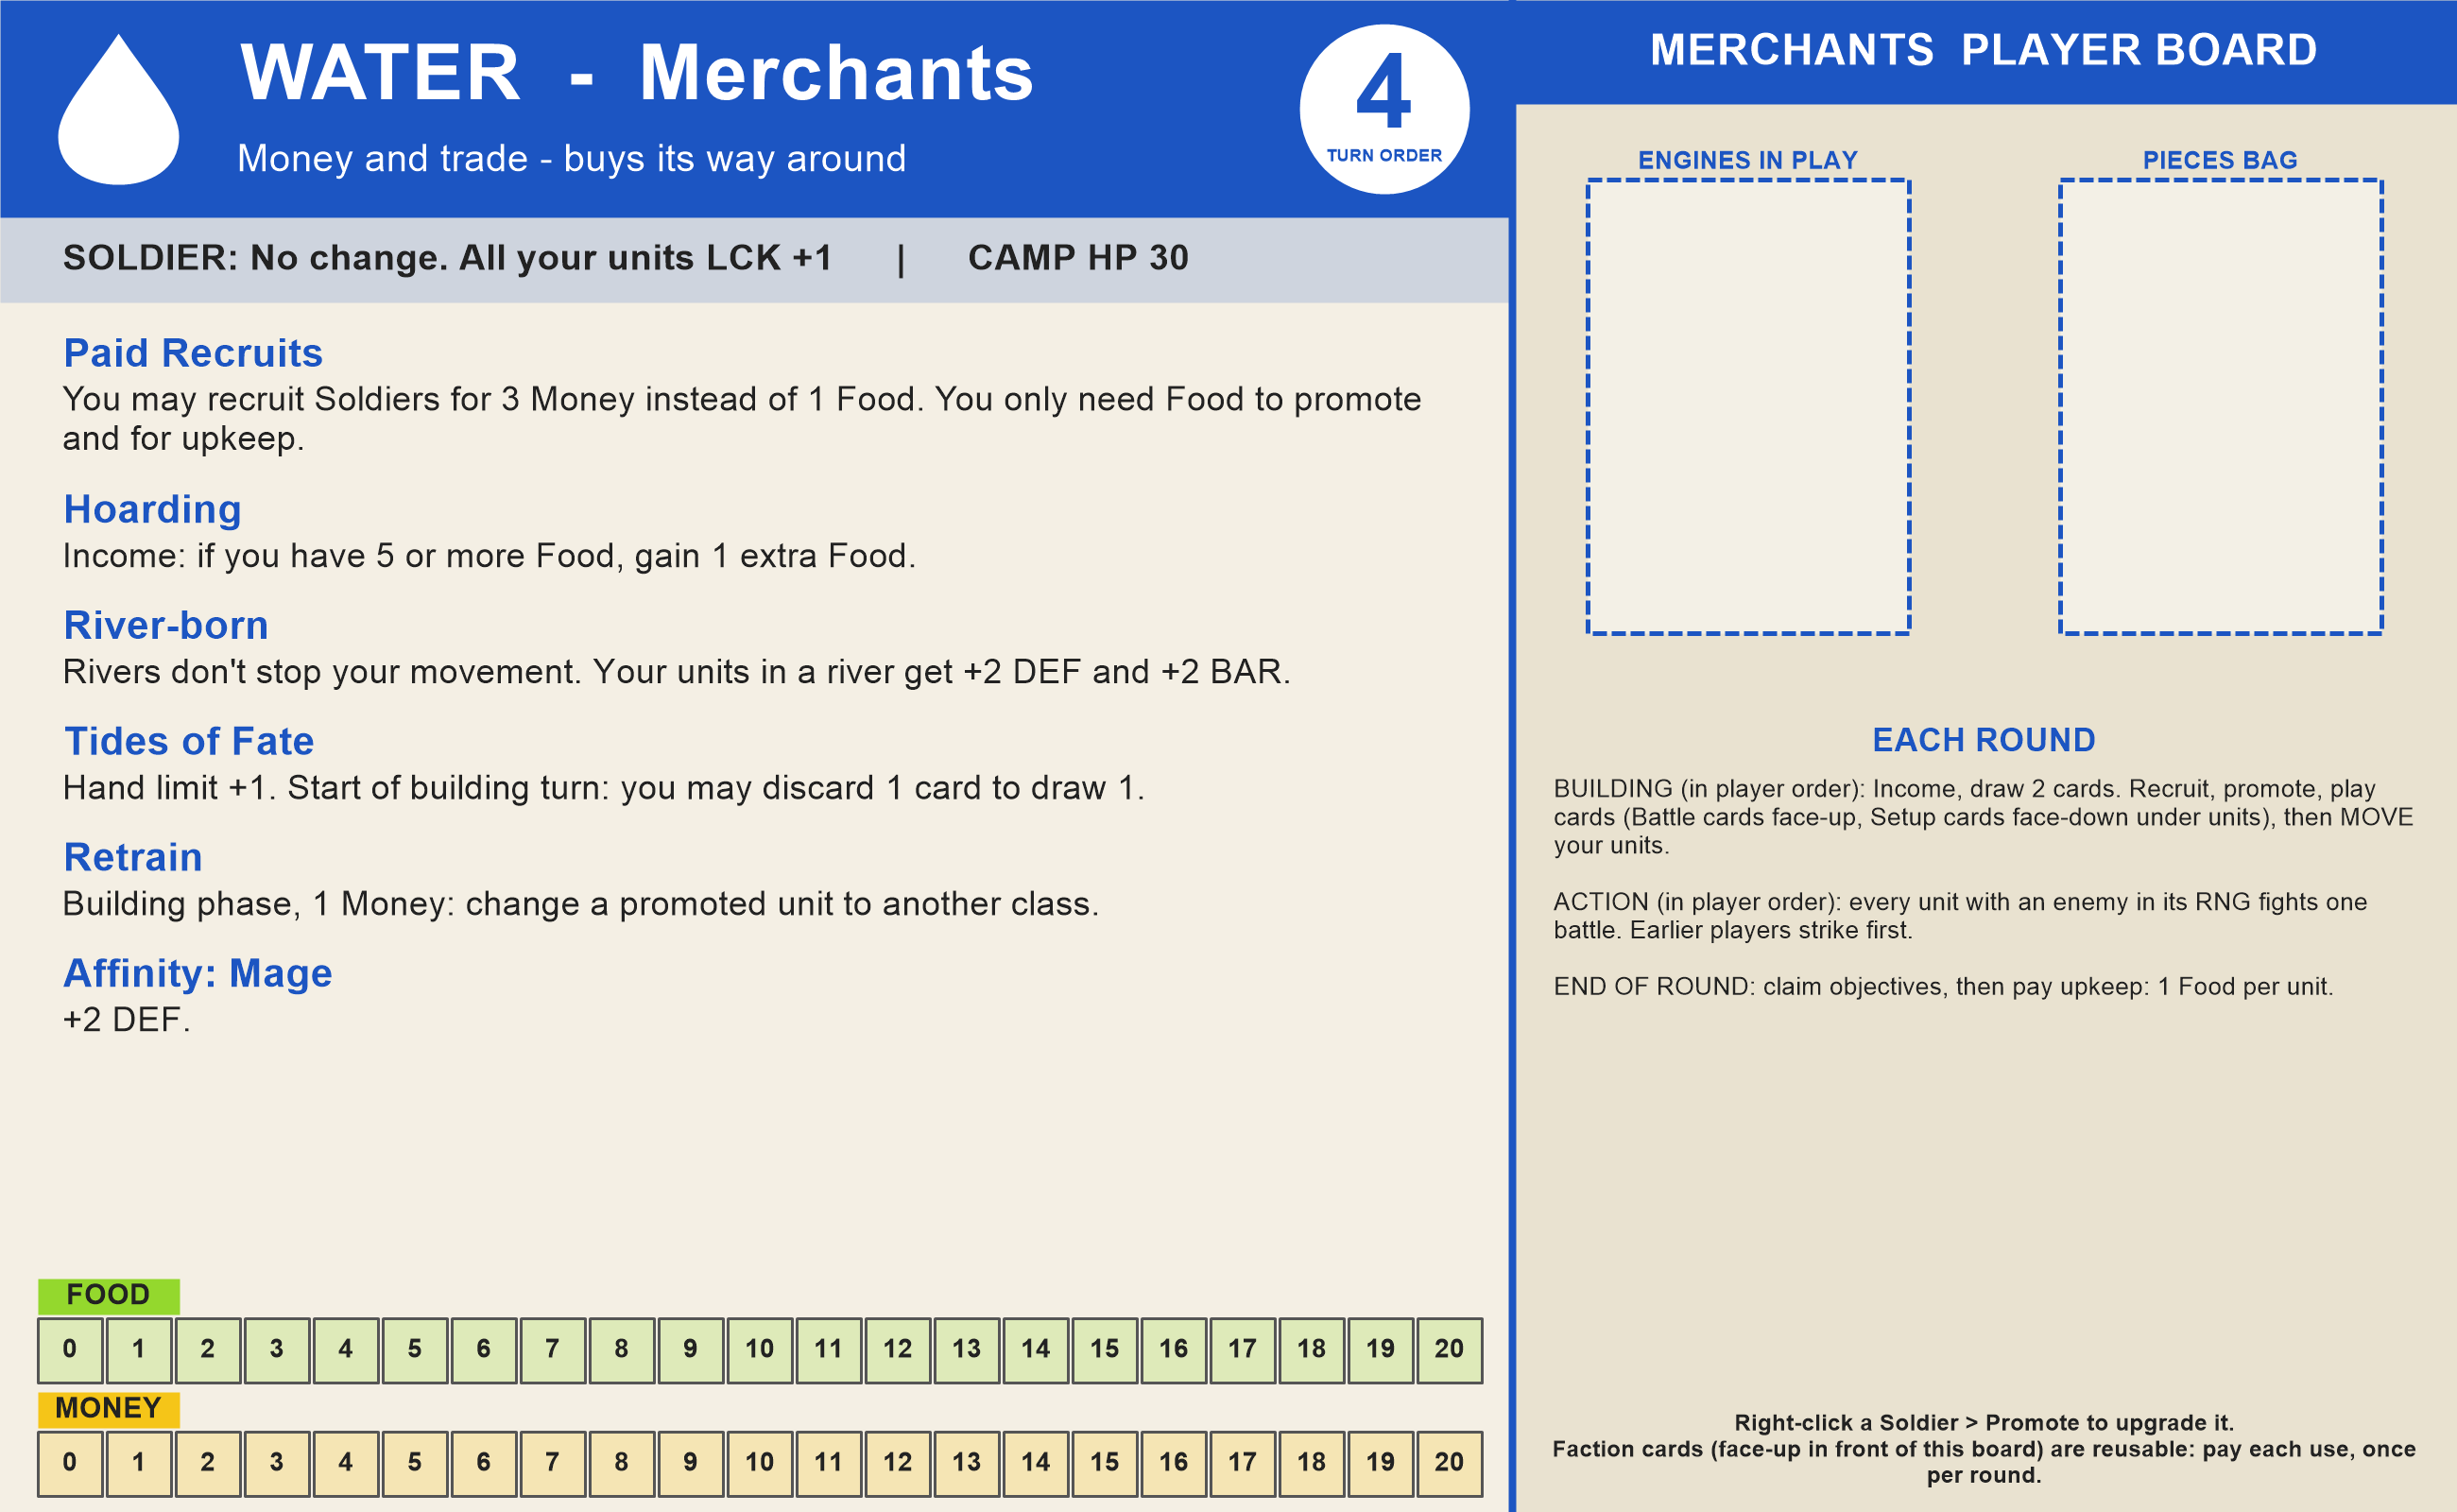 WATER - Merchants
Money and trade - buys its way around
4
TURN ORDER
SOLDIER: No change. All your units LCK +1 | CAMP HP 30
Paid Recruits
You may recruit Soldiers for 3 Money instead of 1 Food. You only need Food to promote
and for upkeep.
Hoarding
Income: if you have 5 or more Food, gain 1 extra Food.
River-born
Rivers don't stop your movement. Your units in a river get +2 DEF and +2 BAR.
Tides of Fate
Hand limit +1. Start of building turn: you may discard 1 card to draw 1.
Retrain
Building phase, 1 Money: change a promoted unit to another class.
Affinity: Mage
+2 DEF.
FOOD
0 1 2 3 4 5 6 7 8 9 10 11 12 13 14 15 16 17 18 19 20
MONEY
0 1 2 3 4 5 6 7 8 9 10 11 12 13 14 15 16 17 18 19 20
MERCHANTS PLAYER BOARD
ENGINES IN PLAY
PIECES BAG
EACH ROUND
BUILDING (in player order): Income, draw 2 cards. Recruit, promote, play
cards (Battle cards face-up, Setup cards face-down under units), then MOVE
your units.
ACTION (in player order): every unit with an enemy in its RNG fights one
battle. Earlier players strike first.
END OF ROUND: claim objectives, then pay upkeep: 1 Food per unit.
Right-click a Soldier > Promote to upgrade it.
Faction cards (face-up in front of this board) are reusable: pay each use, once
per round.